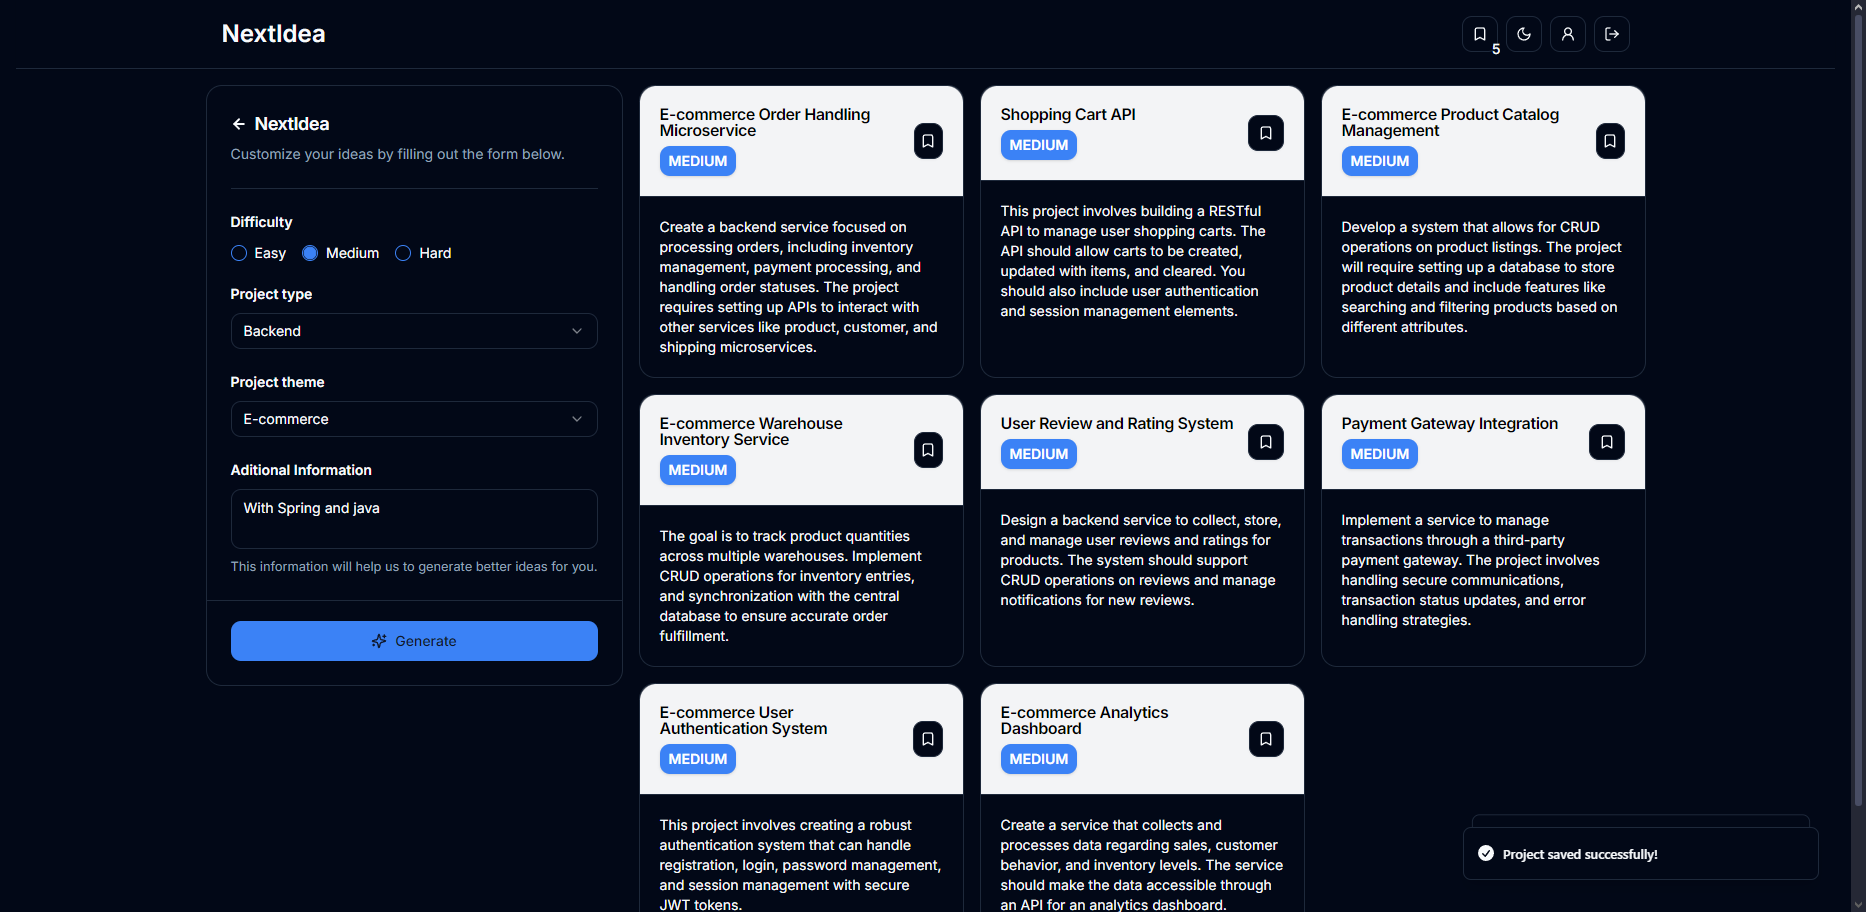 NextIdea
5
NextIdea
Customize your ideas by filling out the form below.
Difficulty
Easy
Medium
Hard
Project type
Backend
Project theme
E-commerce
Aditional Information
With Spring and java
This information will help us to generate better ideas for you.
Generate
E-commerce Order Handling
Microservice
MEDIUM
Create a backend service focused on
processing orders, including inventory
management, payment processing, and
handling order statuses. The project
requires setting up APIs to interact with
other services like product, customer, and
shipping microservices.
Shopping Cart API
MEDIUM
This project involves building a RESTful
API to manage user shopping carts. The
API should allow carts to be created,
updated with items, and cleared. You
should also include user authentication
and session management elements.
E-commerce Product Catalog
Management
MEDIUM
Develop a system that allows for CRUD
operations on product listings. The project
will require setting up a database to store
product details and include features like
searching and filtering products based on
different attributes.
E-commerce Warehouse
Inventory Service
MEDIUM
The goal is to track product quantities
across multiple warehouses. Implement
CRUD operations for inventory entries,
and synchronization with the central
database to ensure accurate order
fulfillment.
User Review and Rating System
MEDIUM
Design a backend service to collect, store,
and manage user reviews and ratings for
products. The system should support
CRUD operations on reviews and manage
notifications for new reviews.
Payment Gateway Integration
MEDIUM
Implement a service to manage
transactions through a third-party
payment gateway. The project involves
handling secure communications,
transaction status updates, and error
handling strategies.
E-commerce User
Authentication System
MEDIUM
This project involves creating a robust
authentication system that can handle
registration, login, password management,
and session management with secure
JWT tokens.
E-commerce Analytics
Dashboard
MEDIUM
Create a service that collects and
processes data regarding sales, customer
behavior, and inventory levels. The service
should make the data accessible through
an API for an analytics dashboard.
Project saved successfully!